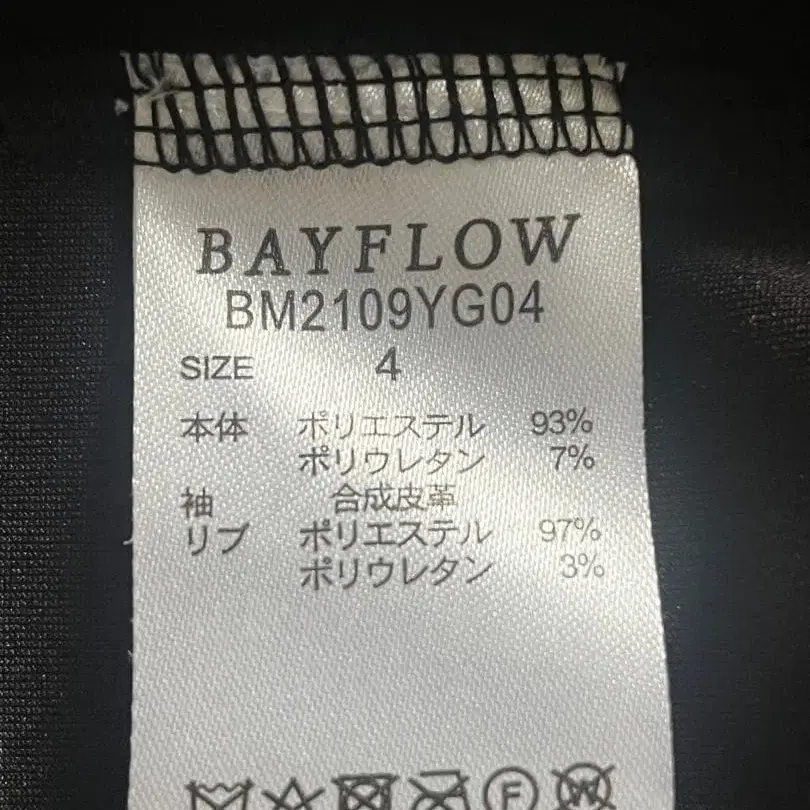 BAYFLOW
BM2109YG04
SIZE 4
本体 ポリエステル 93%
ポリウレタン 7%
袖 合成皮革
リブ ポリエステル 97%
ポリウレタン 3%
F W